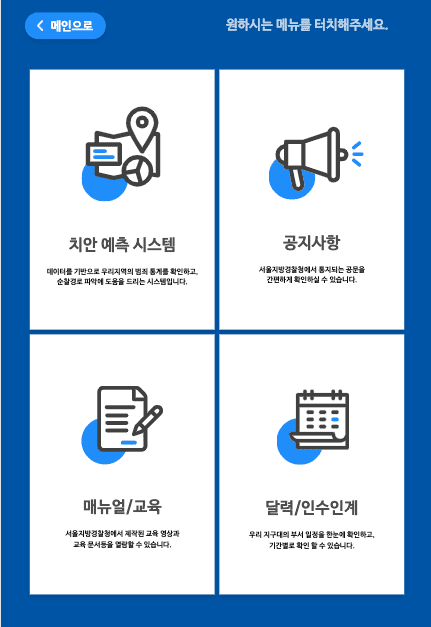 메인으로
원하시는 메뉴를 터치해주세요.
치안 예측 시스템
데이터를 기반으로 우리지역의 범죄 통계를 확인하고,
순찰경로 파악에 도움을 드리는 시스템입니다.
공지사항
서울지방경찰청에서 통지되는 공문을
간편하게 확인하실 수 있습니다.
매뉴얼/교육
서울지방경찰청에서 제작된 교육 영상과
교육 문서등을 열람할 수 있습니다.
달력/인수인계
우리 지구대의 부서 일정을 한눈에 확인하고,
기간별로 확인 할 수 있습니다.